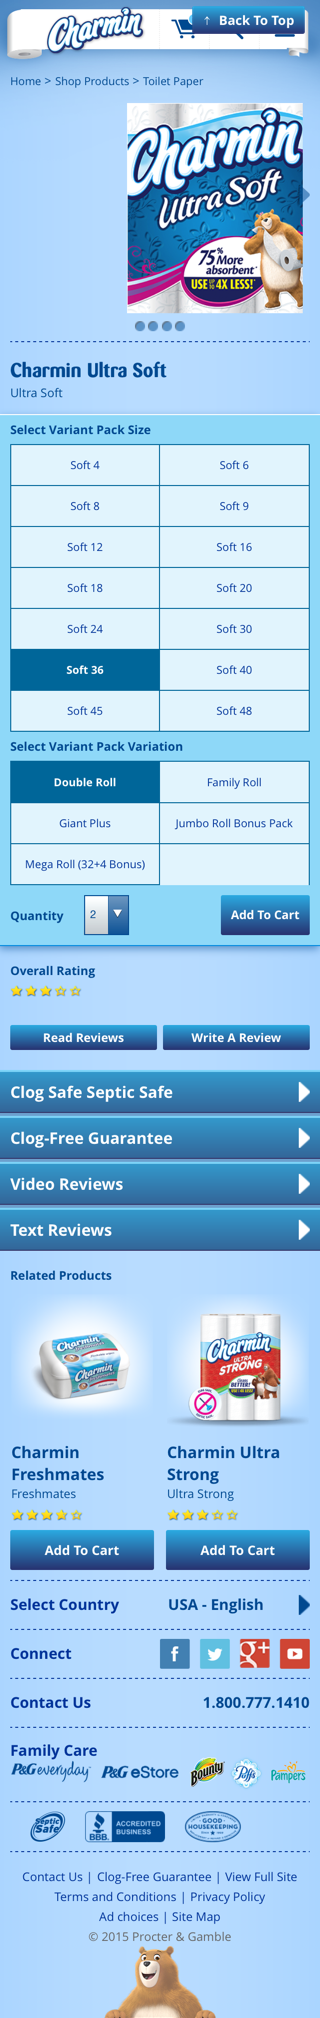 Charmin
↑ Back To Top
Home > Shop Products > Toilet Paper
Charmin
Ultra Soft
75% More
absorbent*
USE UP TO 4X LESS!*
Charmin Ultra Soft
Ultra Soft
Select Variant Pack Size
Soft 4
Soft 6
Soft 8
Soft 9
Soft 12
Soft 16
Soft 18
Soft 20
Soft 24
Soft 30
Soft 36
Soft 40
Soft 45
Soft 48
Select Variant Pack Variation
Double Roll
Family Roll
Giant Plus
Jumbo Roll Bonus Pack
Mega Roll (32+4 Bonus)
Quantity
2
Add To Cart
Overall Rating
Read Reviews
Write A Review
Clog Safe Septic Safe
Clog-Free Guarantee
Video Reviews
Text Reviews
Related Products
Charmin
Charmin
Charmin
ULTRA
STRONG
Charmin
Freshmates
Freshmates
Charmin Ultra
Strong
Ultra Strong
Add To Cart
Add To Cart
Select Country
USA - English
Connect
f
g+
Contact Us
1.800.777.1410
Family Care
P&G everyday
P&G eStore
Bounty
Puffs
Pampers
Septic
Safe
BBB.
ACCREDITED
BUSINESS
GOOD
HOUSEKEEPING
Contact Us | Clog-Free Guarantee | View Full Site
Terms and Conditions | Privacy Policy
Ad choices | Site Map
© 2015 Procter & Gamble